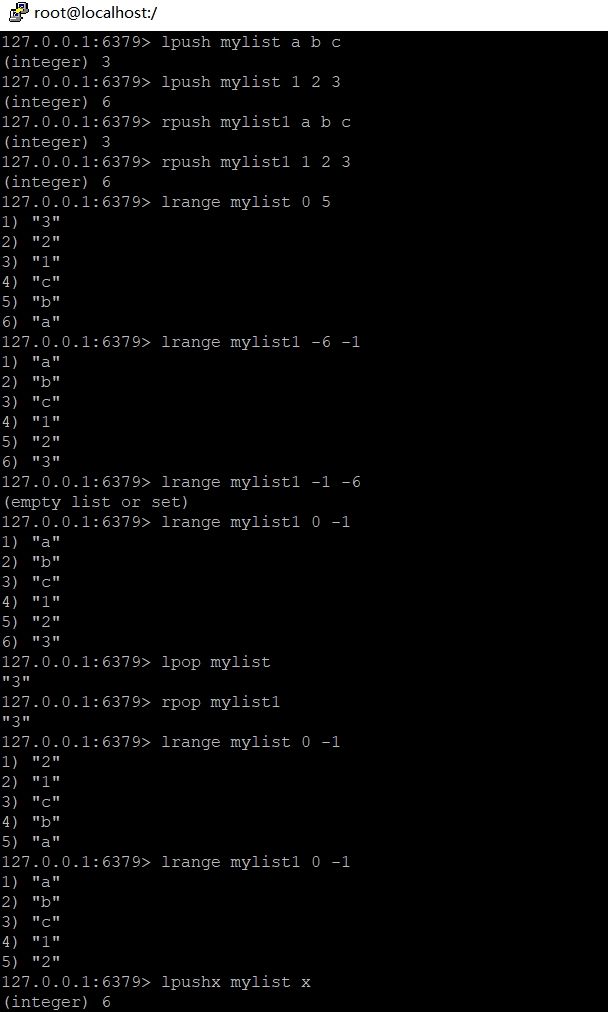 root@localhost:/
127.0.0.1:6379> lpush mylist a b c
(integer) 3
127.0.0.1:6379> lpush mylist 1 2 3
(integer) 6
127.0.0.1:6379> rpush mylist1 a b c
(integer) 3
127.0.0.1:6379> rpush mylist1 1 2 3
(integer) 6
127.0.0.1:6379> lrange mylist 0 5
1) "3"
2) "2"
3) "1"
4) "c"
5) "b"
6) "a"
127.0.0.1:6379> lrange mylist1 -6 -1
1) "a"
2) "b"
3) "c"
4) "1"
5) "2"
6) "3"
127.0.0.1:6379> lrange mylist1 -1 -6
(empty list or set)
127.0.0.1:6379> lrange mylist1 0 -1
1) "a"
2) "b"
3) "c"
4) "1"
5) "2"
6) "3"
127.0.0.1:6379> lpop mylist
"3"
127.0.0.1:6379> rpop mylist1
"3"
127.0.0.1:6379> lrange mylist 0 -1
1) "2"
2) "1"
3) "c"
4) "b"
5) "a"
127.0.0.1:6379> lrange mylist1 0 -1
1) "a"
2) "b"
3) "c"
4) "1"
5) "2"
127.0.0.1:6379> lpushx mylist x
(integer) 6